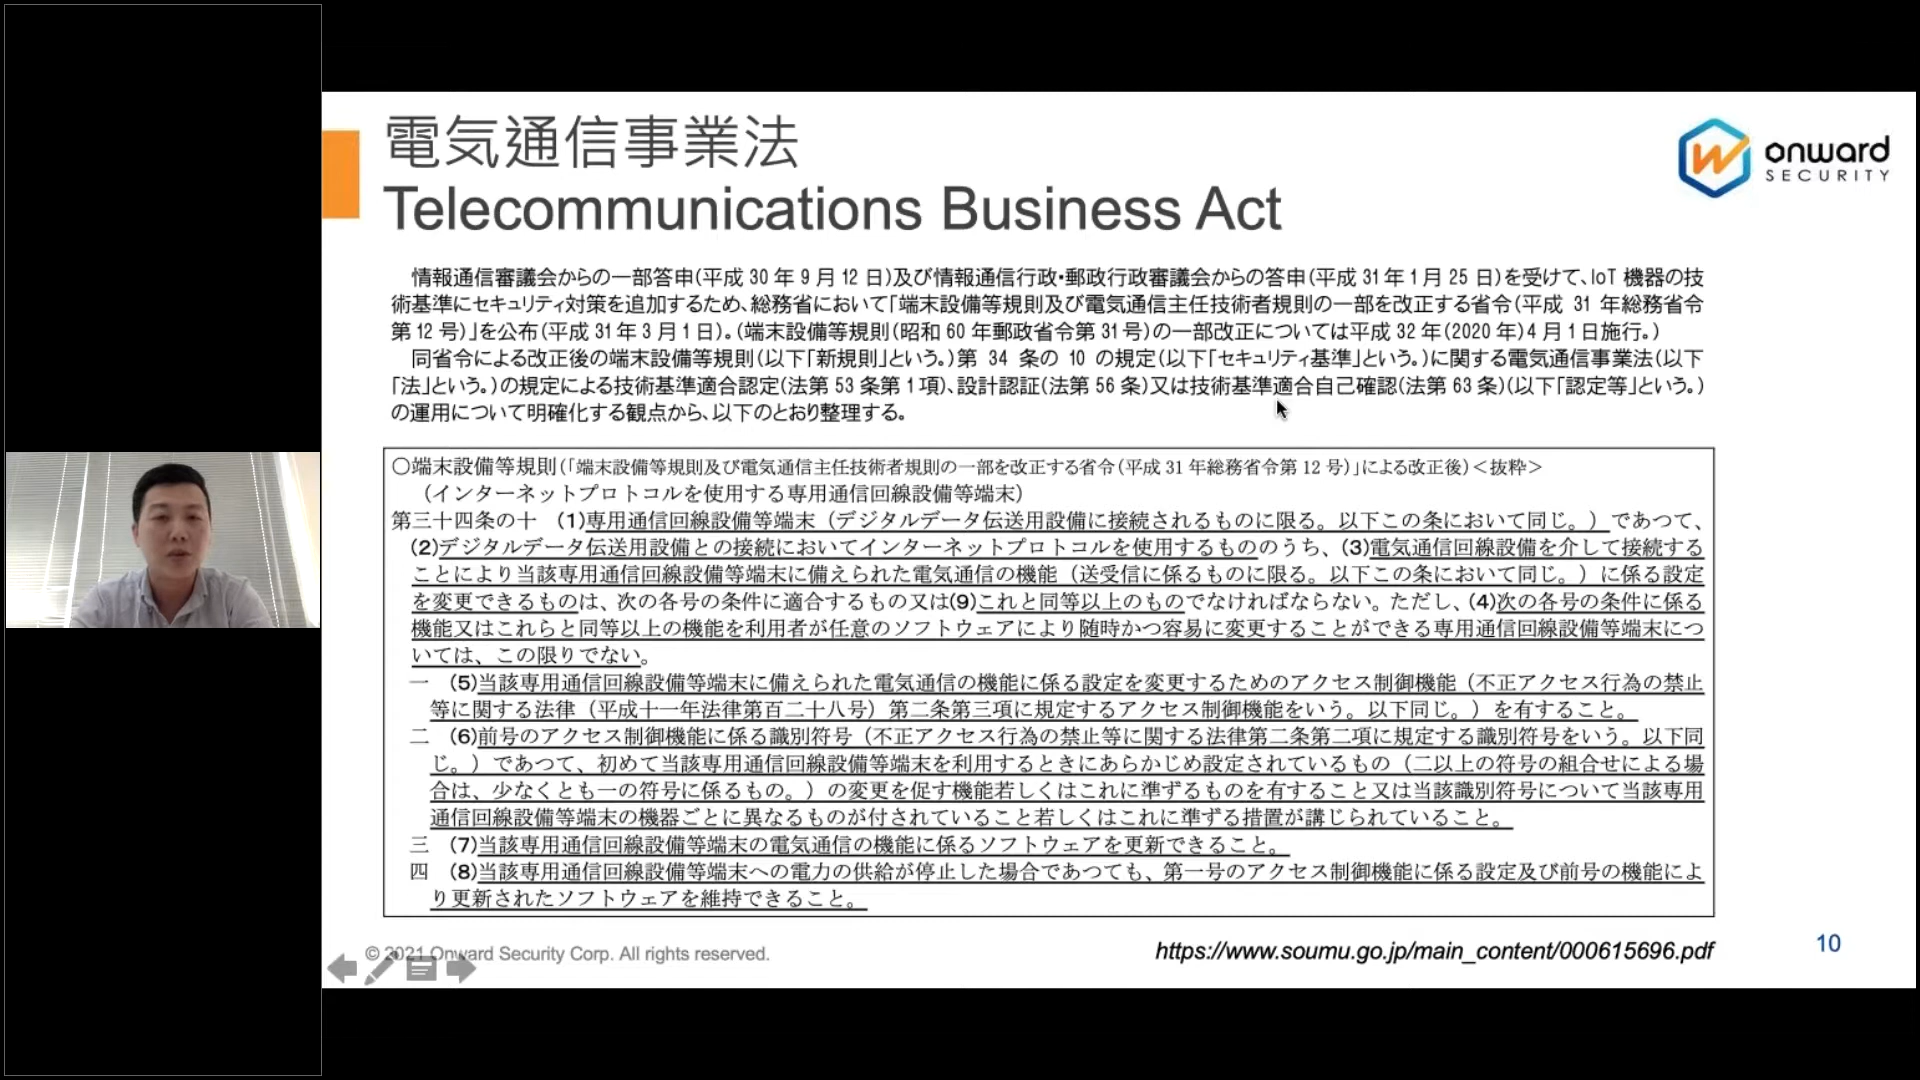 電気通信事業法
Telecommunications Business Act
onward
SECURITY
情報通信審議会からの一部答申(平成 30 年 9 月 12 日)及び情報通信行政・郵政行政審議会からの答申(平成 31 年 1 月 25 日)を受けて、IoT 機器の技
術基準にセキュリティ対策を追加するため、総務省において「端末設備等規則及び電気通信主任技術者規則の一部を改正する省令(平成 31 年総務省令
第 12 号)」を公布(平成 31 年 3 月 1 日)。(端末設備等規則(昭和 60 年郵政省令第 31 号)の一部改正については平成 32 年(2020 年)4 月 1 日施行。)
同省令による改正後の端末設備等規則(以下「新規則」という。)第 34 条の 10 の規定(以下「セキュリティ基準」という。)に関する電気通信事業法(以下
「法」という。)の規定による技術基準適合認定(法第 53 条第 1 項)、設計認証(法第 56 条)又は技術基準適合自己確認(法第 63 条)(以下「認定等」という。)
の運用について明確化する観点から、以下のとおり整理する。
○端末設備等規則(「端末設備等規則及び電気通信主任技術者規則の一部を改正する省令(平成 31 年総務省令第 12 号)」による改正後)<抜粋>
(インターネットプロトコルを使用する専用通信回線設備等端末)
第三十四条の十 (1)専用通信回線設備等端末(デジタルデータ伝送用設備に接続されるものに限る。以下この条において同じ。)であつて、
(2)デジタルデータ伝送用設備との接続においてインターネットプロトコルを使用するもののうち、(3)電気通信回線設備を介して接続する
ことにより当該専用通信回線設備等端末に備えられた電気通信の機能(送受信に係るものに限る。以下この条において同じ。)に係る設定
を変更できるものは、次の各号の条件に適合するもの又は(9)これと同等以上のものでなければならない。ただし、(4)次の各号の条件に係る
機能又はこれらと同等以上の機能を利用者が任意のソフトウェアにより随時かつ容易に変更することができる専用通信回線設備等端末につ
いては、この限りでない。
一 (5)当該専用通信回線設備等端末に備えられた電気通信の機能に係る設定を変更するためのアクセス制御機能(不正アクセス行為の禁止
等に関する法律(平成十一年法律第百二十八号)第二条第三項に規定するアクセス制御機能をいう。以下同じ。)を有すること。
二 (6)前号のアクセス制御機能に係る識別符号(不正アクセス行為の禁止等に関する法律第二条第二項に規定する識別符号をいう。以下同
じ。)であつて、初めて当該専用通信回線設備等端末を利用するときにあらかじめ設定されているもの(二以上の符号の組合せによる場
合は、少なくとも一の符号に係るもの。)の変更を促す機能若しくはこれに準ずるものを有すること又は当該識別符号について当該専用
通信回線設備等端末の機器ごとに異なるものが付されていること若しくはこれに準ずる措置が講じられていること。
三 (7)当該専用通信回線設備等端末の電気通信の機能に係るソフトウェアを更新できること。
四 (8)当該専用通信回線設備等端末への電力の供給が停止した場合であつても、第一号のアクセス制御機能に係る設定及び前号の機能によ
り更新されたソフトウェアを維持できること。
© 2021 Onward Security Corp. All rights reserved.
https://www.soumu.go.jp/main_content/000615696.pdf
10